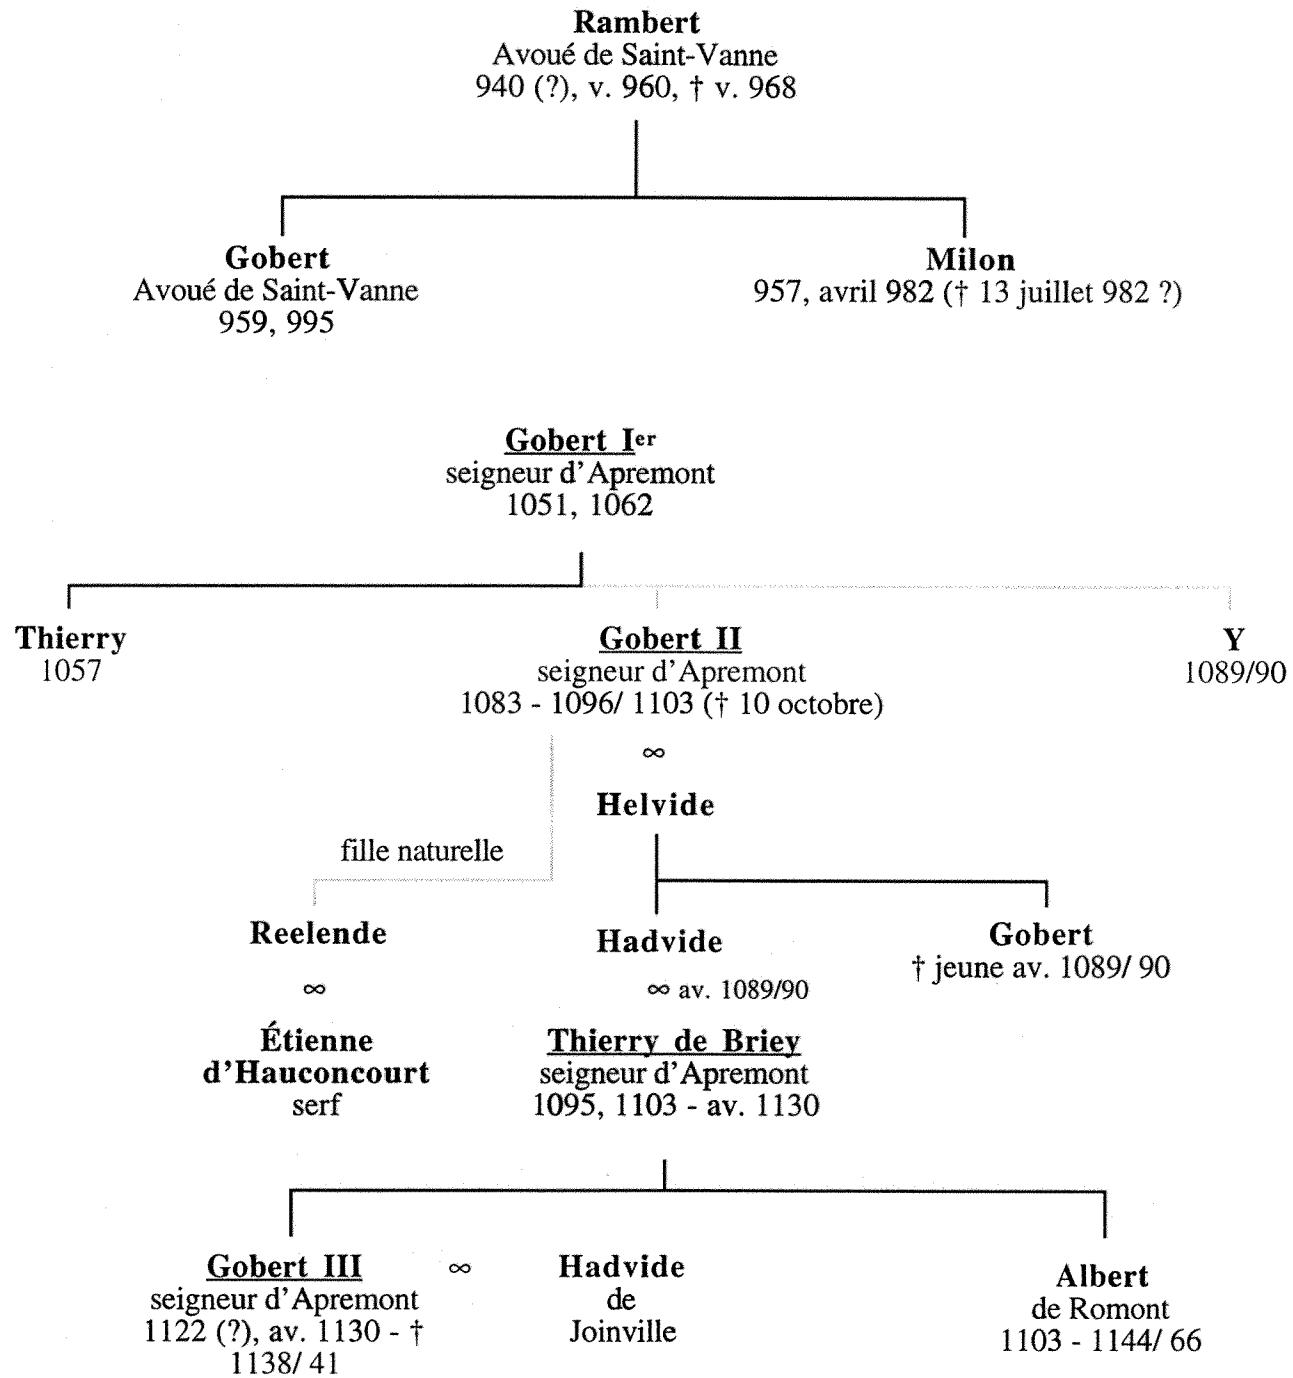 Rambert
Avoué de Saint-Vanne
940 (?), v. 960, † v. 968
Gobert
Avoué de Saint-Vanne
959, 995
Milon
957, avril 982 († 13 juillet 982 ?)
Gobert Ier
seigneur d'Apremont
1051, 1062
Thierry
1057
Gobert II
seigneur d'Apremont
1083 - 1096/ 1103 († 10 octobre)
Y
1089/90
∞
Helvide
fille naturelle
Reelende
∞
Étienne
d'Hauconcourt
serf
Hadvide
∞ av. 1089/90
Thierry de Briey
seigneur d'Apremont
1095, 1103 - av. 1130
Gobert
† jeune av. 1089/ 90
Gobert III
seigneur d'Apremont
1122 (?), av. 1130 - †
1138/ 41
∞
Hadvide
de
Joinville
Albert
de Romont
1103 - 1144/ 66